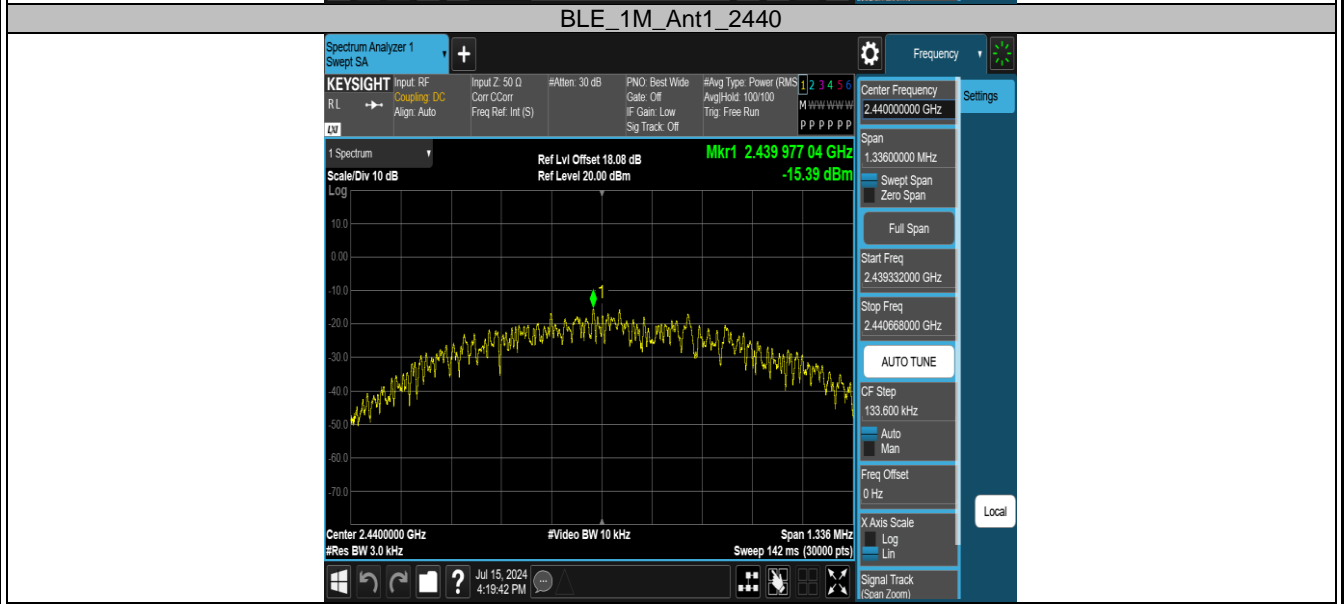 BLE_1M_Ant1_2440
Spectrum Analyzer 1
Swept SA
+
Frequency
KEYSIGHT
RL
LXI
Input: RF
Coupling: DC
Align: Auto
Input Z: 50 Ω
Corr CCorr
Freq Ref: Int (S)
#Atten: 30 dB
PNO: Best Wide
Gate: Off
IF Gain: Low
Sig Track: Off
#Avg Type: Power (RMS
Avg|Hold: 100/100
Trig: Free Run
1 2 3 4 5 6
M W W W W W
P P P P P P
1 Spectrum
Scale/Div 10 dB
Ref Lvl Offset 18.08 dB
Ref Level 20.00 dBm
Mkr1 2.439 977 04 GHz
-15.39 dBm
Log
10.0
0.00
-10.0
-20.0
-30.0
-40.0
-50.0
-60.0
-70.0
1
Center 2.4400000 GHz
#Video BW 10 kHz
Span 1.336 MHz
#Res BW 3.0 kHz
Sweep 142 ms (30000 pts)
Center Frequency
2.440000000 GHz
Settings
Span
1.33600000 MHz
Swept Span
Zero Span
Full Span
Start Freq
2.439332000 GHz
Stop Freq
2.440668000 GHz
AUTO TUNE
CF Step
133.600 kHz
Auto
Man
Freq Offset
0 Hz
Local
X Axis Scale
Log
Lin
Signal Track
(Span Zoom)
?
Jul 15, 2024
4:19:42 PM